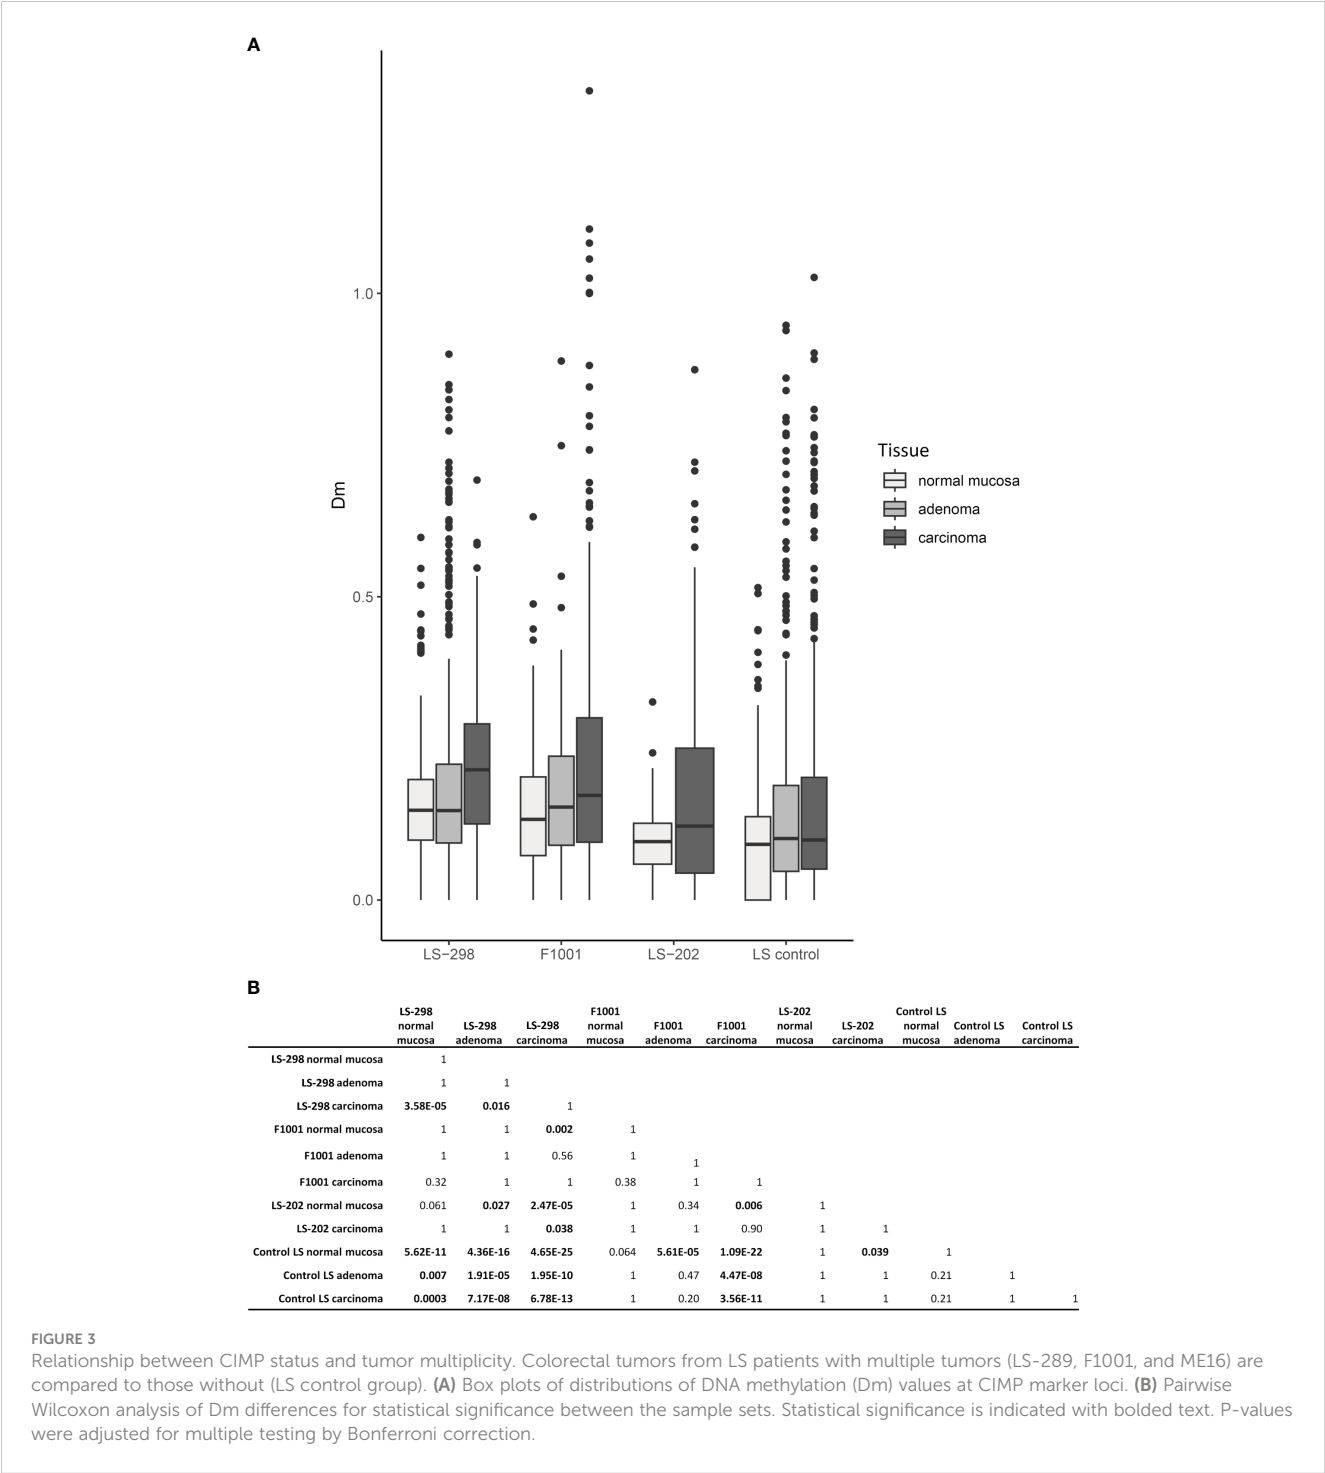 A
1.0
0.5
0.0
Dm
LS−298 F1001 LS−202 LS control
Tissue
normal mucosa
adenoma
carcinoma
B
LS-298 normal mucosa LS-298 adenoma LS-298 carcinoma F1001 normal mucosa F1001 adenoma F1001 carcinoma LS-202 normal mucosa LS-202 carcinoma Control LS normal mucosa Control LS adenoma Control LS carcinoma
LS-298 normal mucosa 1
LS-298 adenoma 1 1
LS-298 carcinoma 3.58E-05 0.016 1
F1001 normal mucosa 1 1 0.002 1
F1001 adenoma 1 1 0.56 1 1
F1001 carcinoma 0.32 1 1 0.38 1 1
LS-202 normal mucosa 0.061 0.027 2.47E-05 1 0.34 0.006 1
LS-202 carcinoma 1 1 0.038 1 1 0.90 1 1
Control LS normal mucosa 5.62E-11 4.36E-16 4.65E-25 0.064 5.61E-05 1.09E-22 1 0.039 1
Control LS adenoma 0.007 1.91E-05 1.95E-10 1 0.47 4.47E-08 1 1 0.21 1
Control LS carcinoma 0.0003 7.17E-08 6.78E-13 1 0.20 3.56E-11 1 1 0.21 1 1
FIGURE 3
Relationship between CIMP status and tumor multiplicity. Colorectal tumors from LS patients with multiple tumors (LS-289, F1001, and ME16) are
compared to those without (LS control group). (A) Box plots of distributions of DNA methylation (Dm) values at CIMP marker loci. (B) Pairwise
Wilcoxon analysis of Dm differences for statistical significance between the sample sets. Statistical significance is indicated with bolded text. P-values
were adjusted for multiple testing by Bonferroni correction.